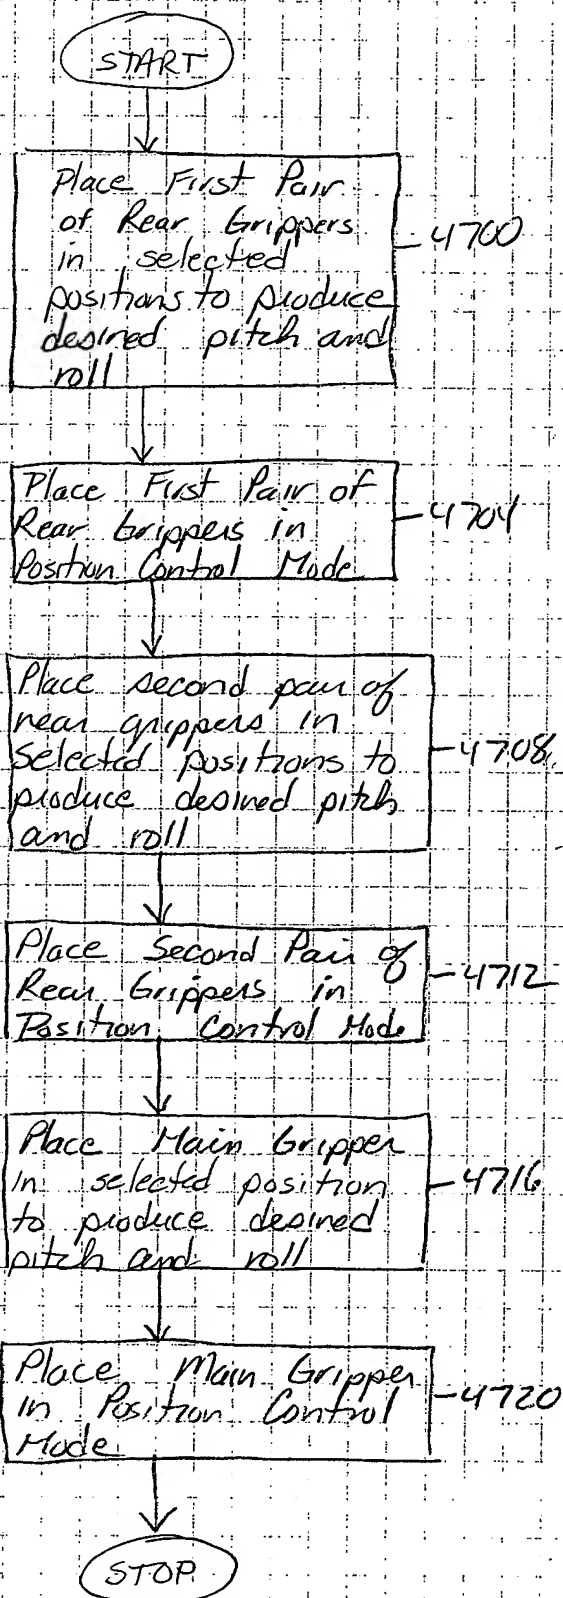 START
Place First Pair
of Rear Grippers
in selected
positions to produce
desired pitch and
roll
4700
Place First Pair of
Rear Grippers in
Position Control Mode
4704
Place second pair of
rear grippers in
selected positions to
produce desired pitch
and roll
4708
Place Second Pair of
Rear Grippers in
Position Control Mode
4712
Place Main Gripper
in selected position
to produce desired
pitch and roll
4716
Place Main Gripper
in Position Control
Mode
4720
STOP